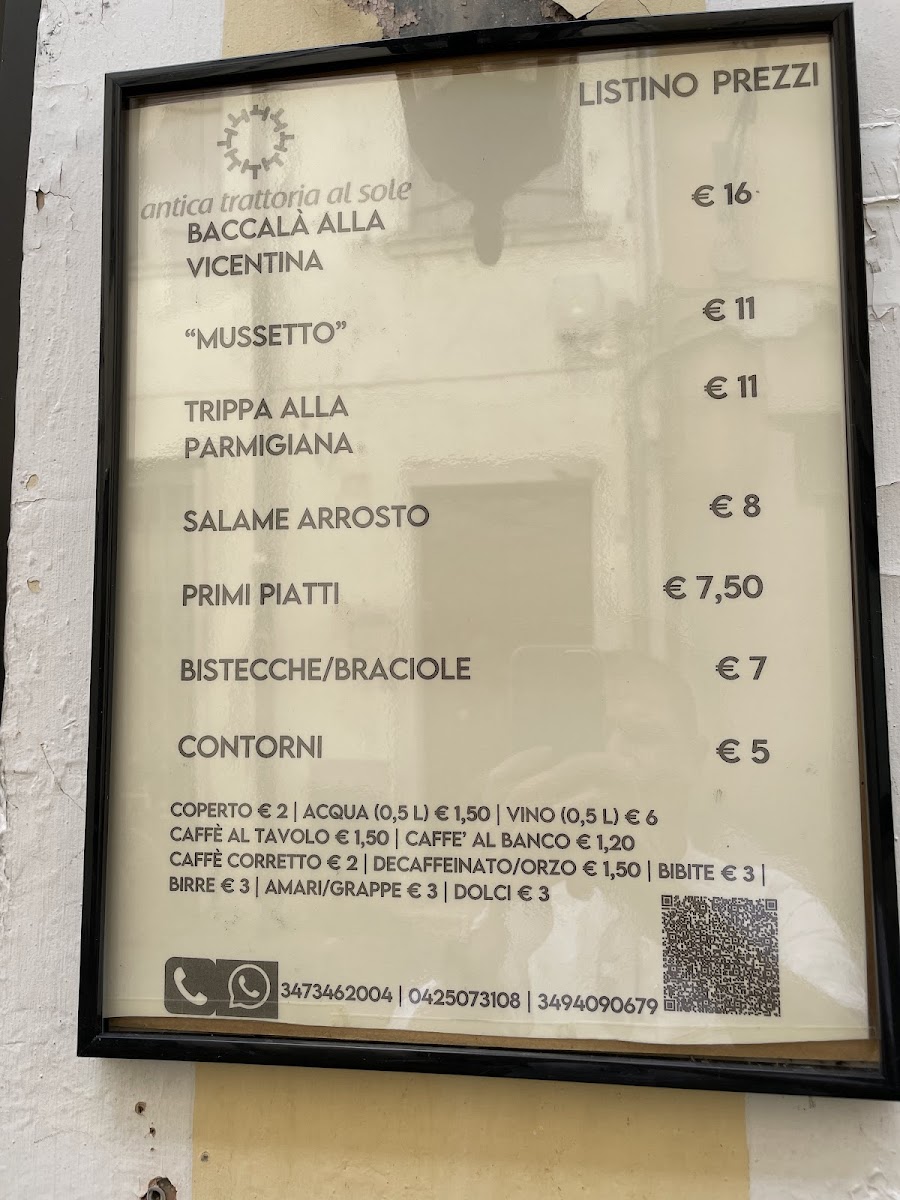 LISTINO PREZZI
antica trattoria al sole
BACCALÀ ALLA
VICENTINA
€ 16
“MUSSETTO”
€ 11
TRIPPA ALLA
PARMIGIANA
€ 11
SALAME ARROSTO
€ 8
PRIMI PIATTI
€ 7,50
BISTECCHE/BRACIOLE
€ 7
CONTORNI
€ 5
COPERTO € 2 | ACQUA (0,5 L) € 1,50 | VINO (0,5 L) € 6
CAFFÈ AL TAVOLO € 1,50 | CAFFE’ AL BANCO € 1,20
CAFFÈ CORRETTO € 2 | DECAFFEINATO/ORZO € 1,50 | BIBITE € 3 |
BIRRE € 3 | AMARI/GRAPPE € 3 | DOLCI € 3
3473462004 | 0425073108 | 3494090679